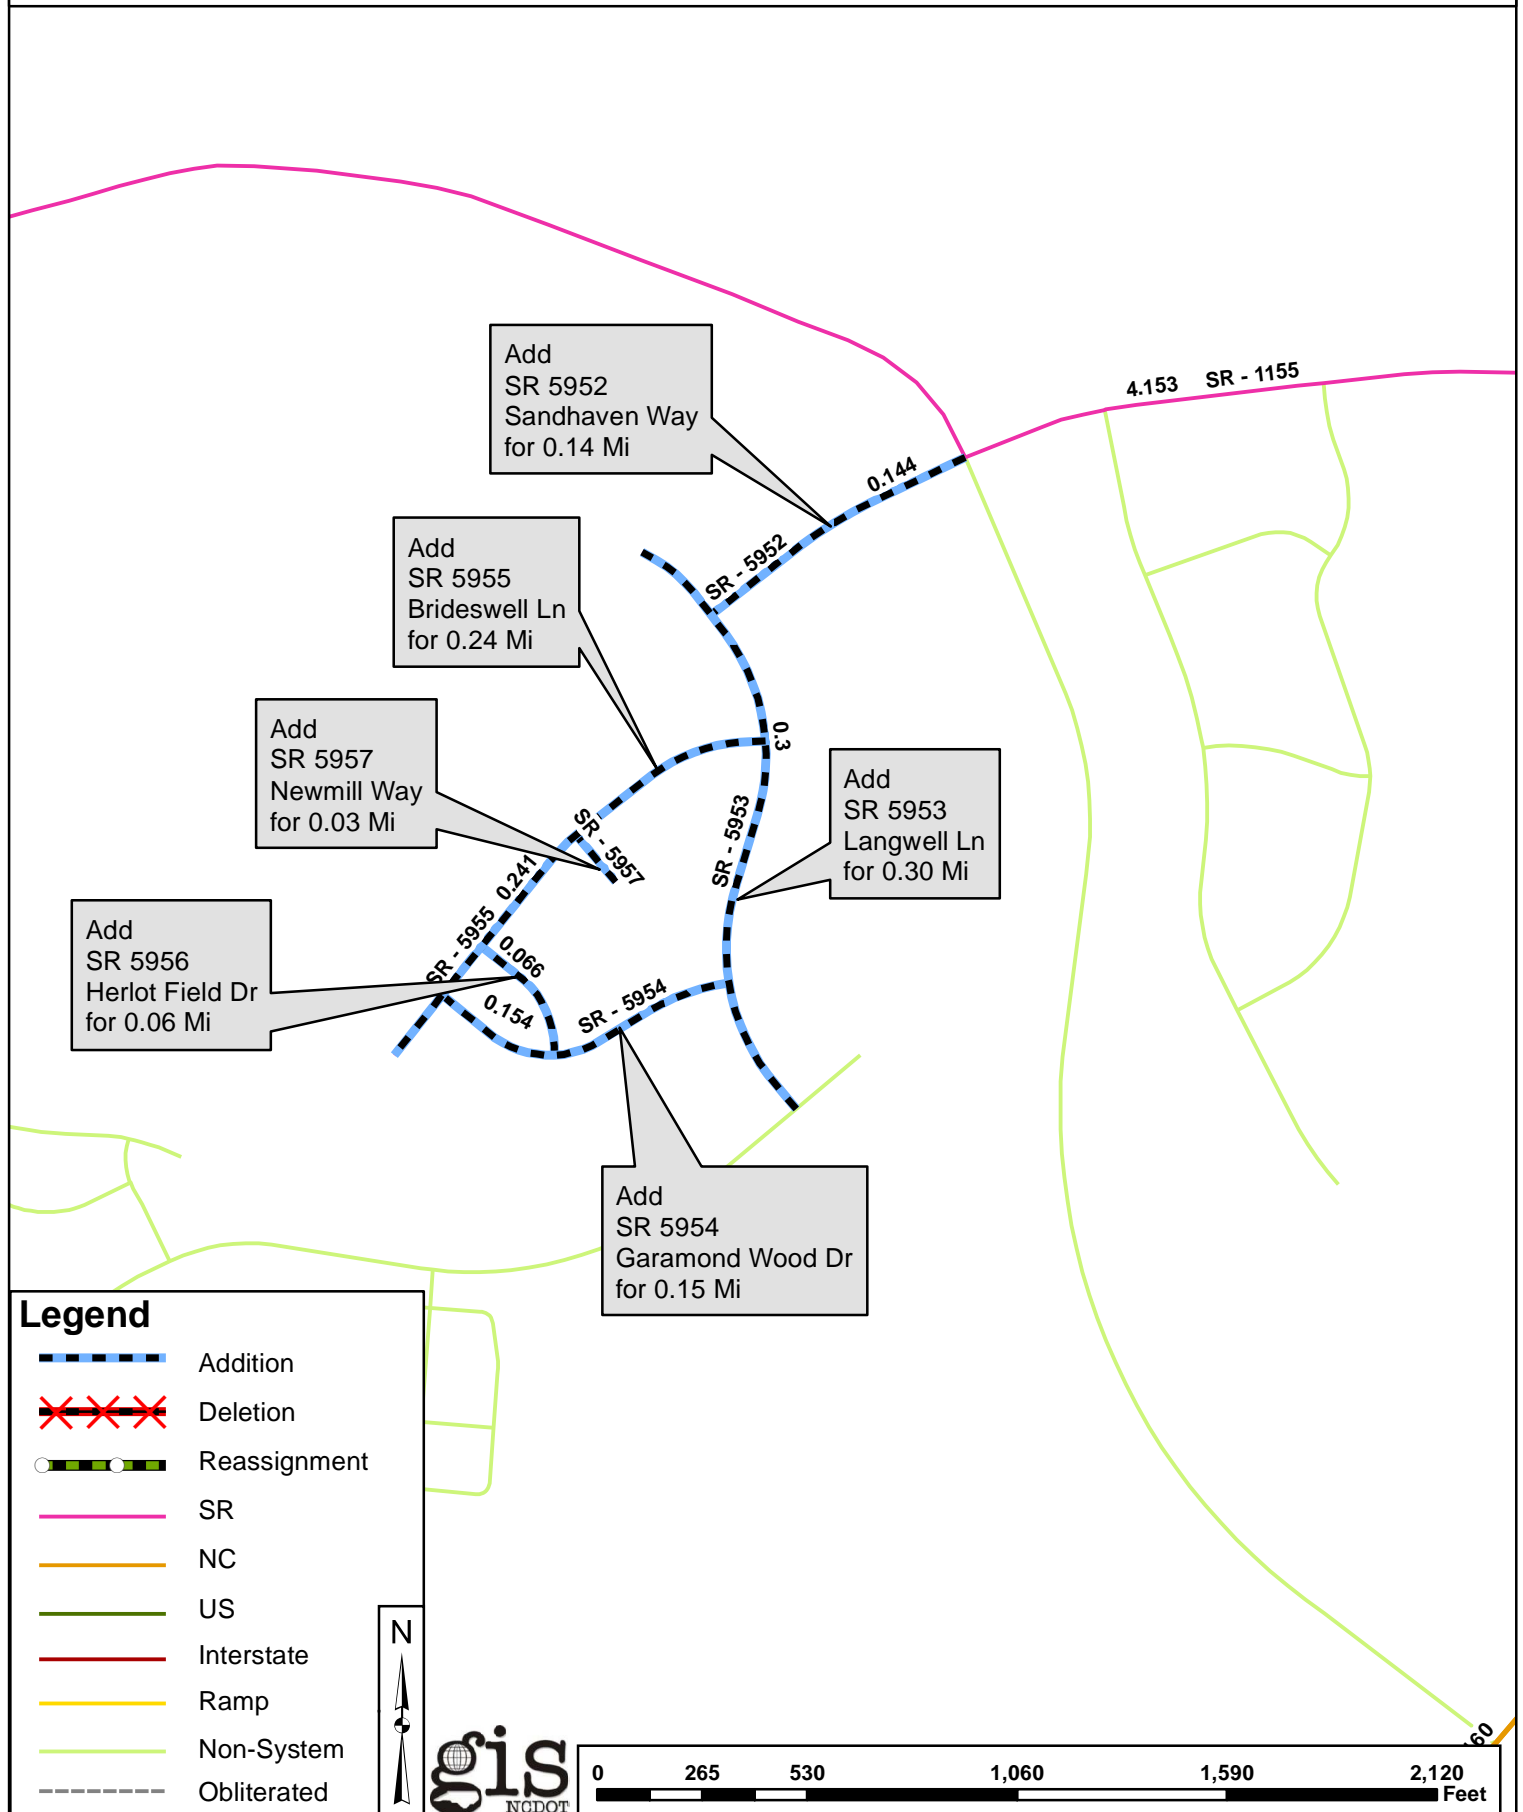 Add
SR 5952
Sandhaven Way
for 0.14 Mi
4.153 SR - 1155
0.144
SR - 5952
Add
SR 5955
Brideswell Ln
for 0.24 Mi
Add
SR 5957
Newmill Way
for 0.03 Mi
0.3
Add
SR 5953
Langwell Ln
for 0.30 Mi
SR - 5953
SR - 5957
0.241
SR - 5955
Add
SR 5956
Herlot Field Dr
for 0.06 Mi
0.066
0.154
SR - 5954
Add
SR 5954
Garamond Wood Dr
for 0.15 Mi
Legend
Addition
Deletion
Reassignment
SR
NC
US
Interstate
Ramp
Non-System
Obliterated
N
gis
NCDOT
0 265 530 1,060 1,590 2,120
Feet